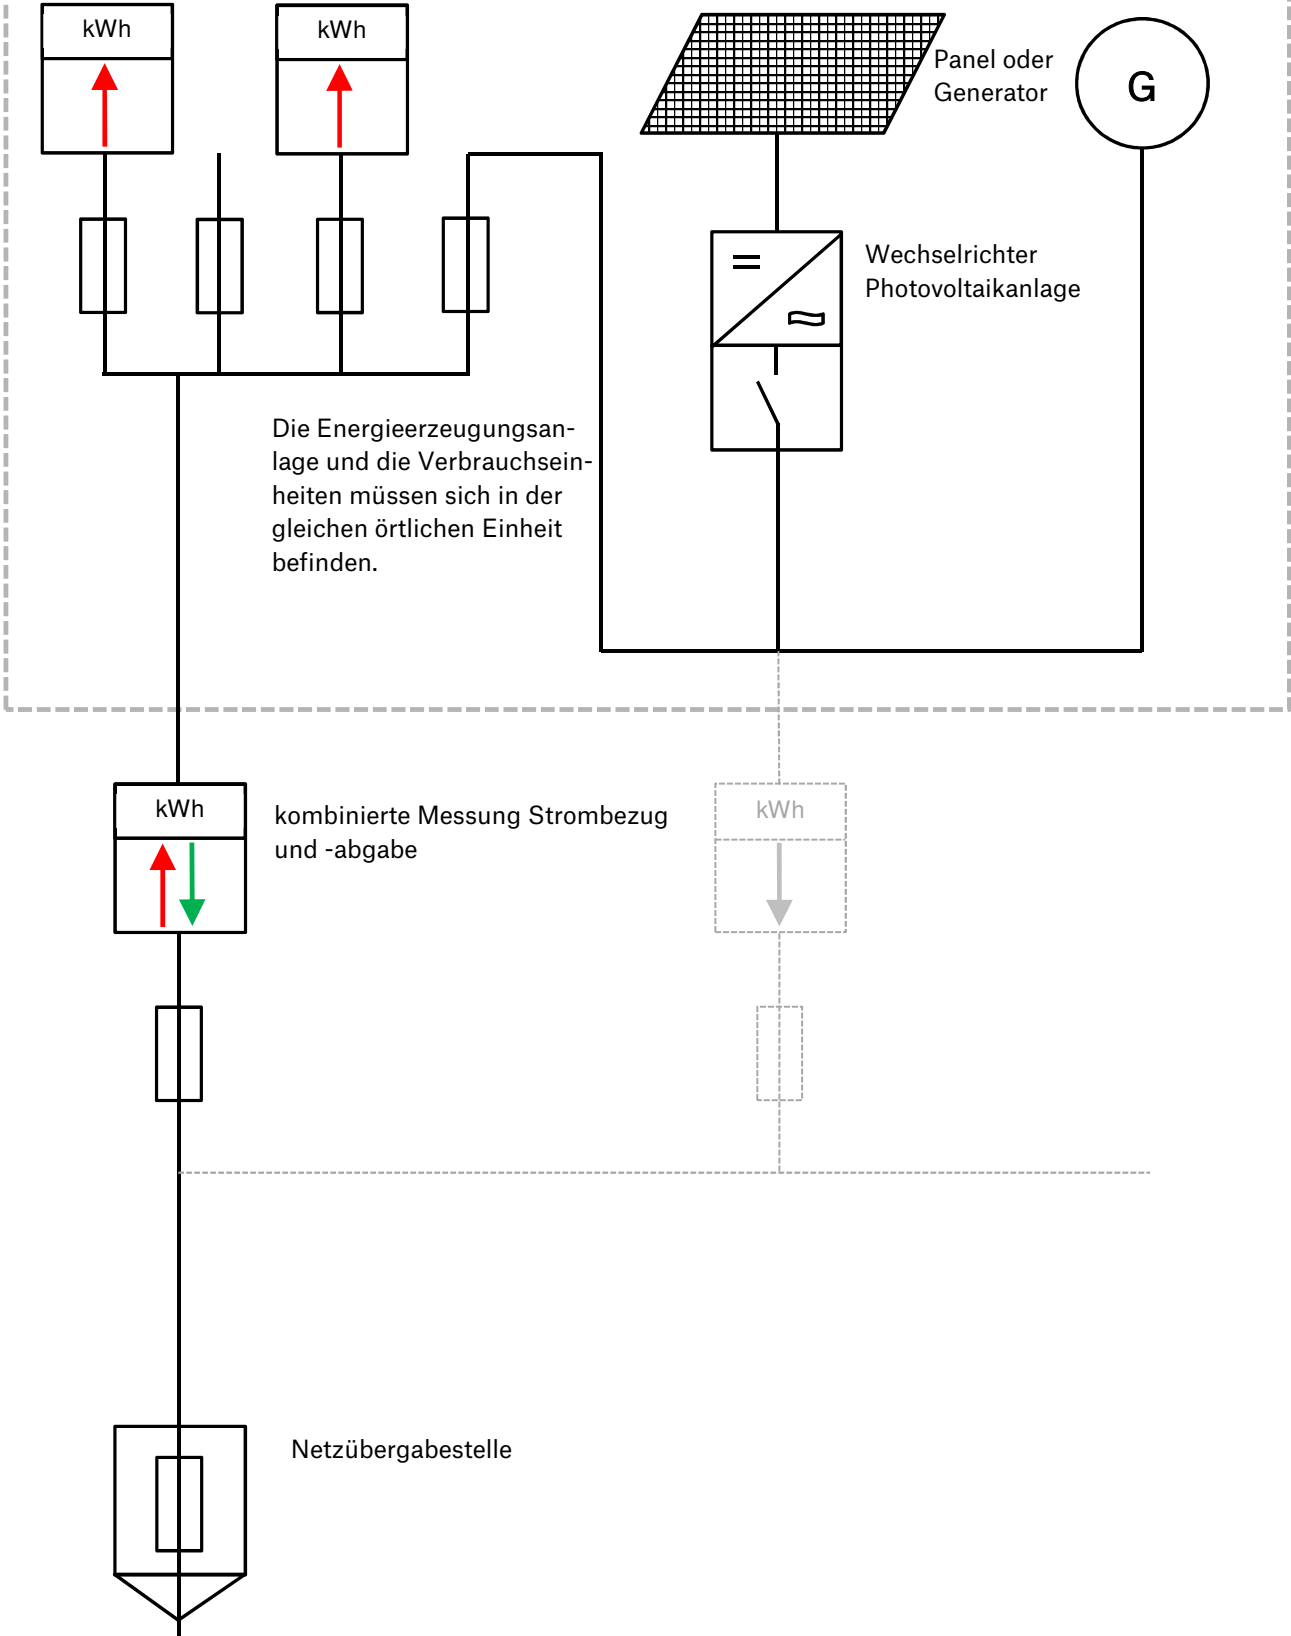 kWh
kWh
Panel oder
Generator
G
Wechselrichter
Photovoltaikanlage
Die Energieerzeugungsan-
lage und die Verbrauchsein-
heiten müssen sich in der
gleichen örtlichen Einheit
befinden.
kWh
kombinierte Messung Strombezug
und -abgabe
kWh
Netzübergabestelle